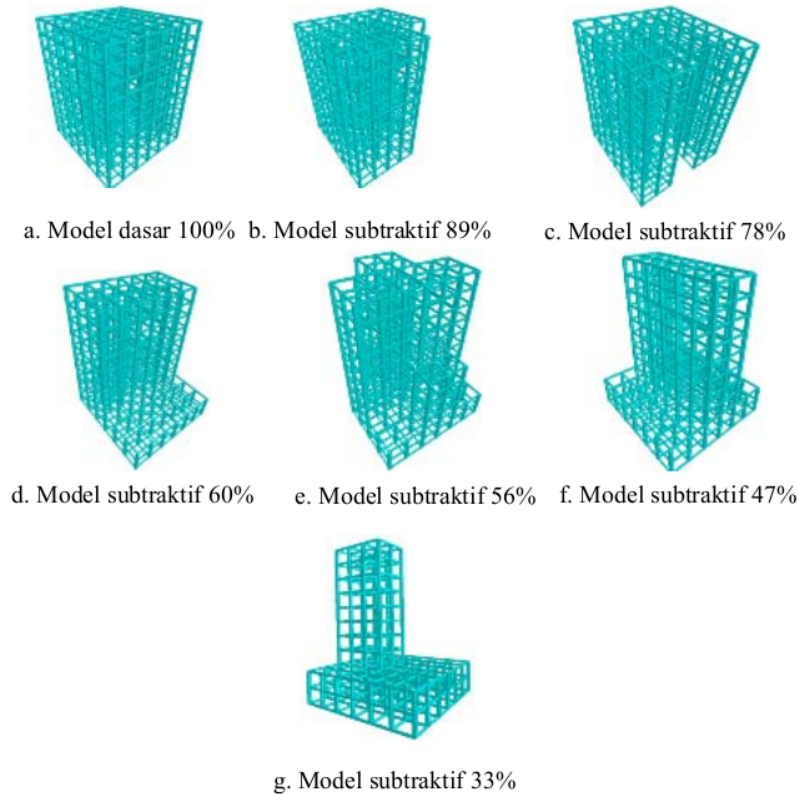 a. Model dasar 100% b. Model subtraktif 89% c. Model subtraktif 78%
d. Model subtraktif 60% e. Model subtraktif 56% f. Model subtraktif 47%
g. Model subtraktif 33%